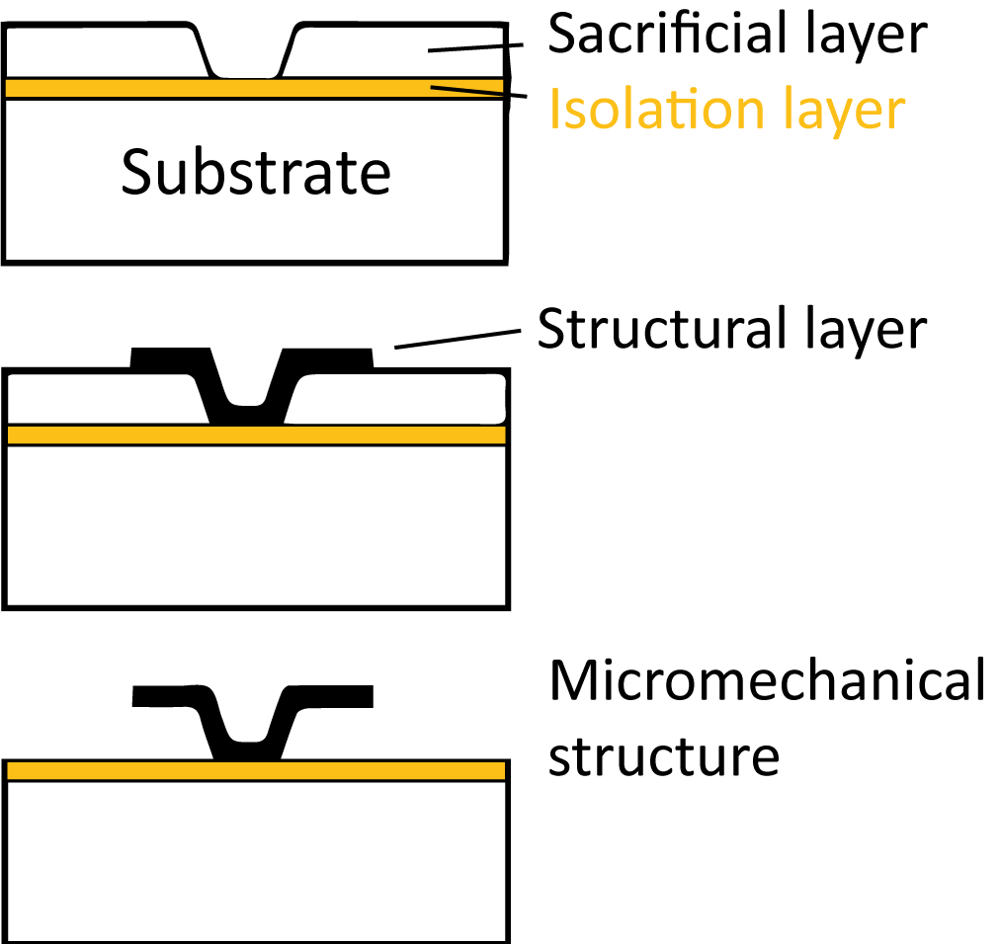 Sacrificial layer
Isolation layer
Substrate
Structural layer
Micromechanical
structure